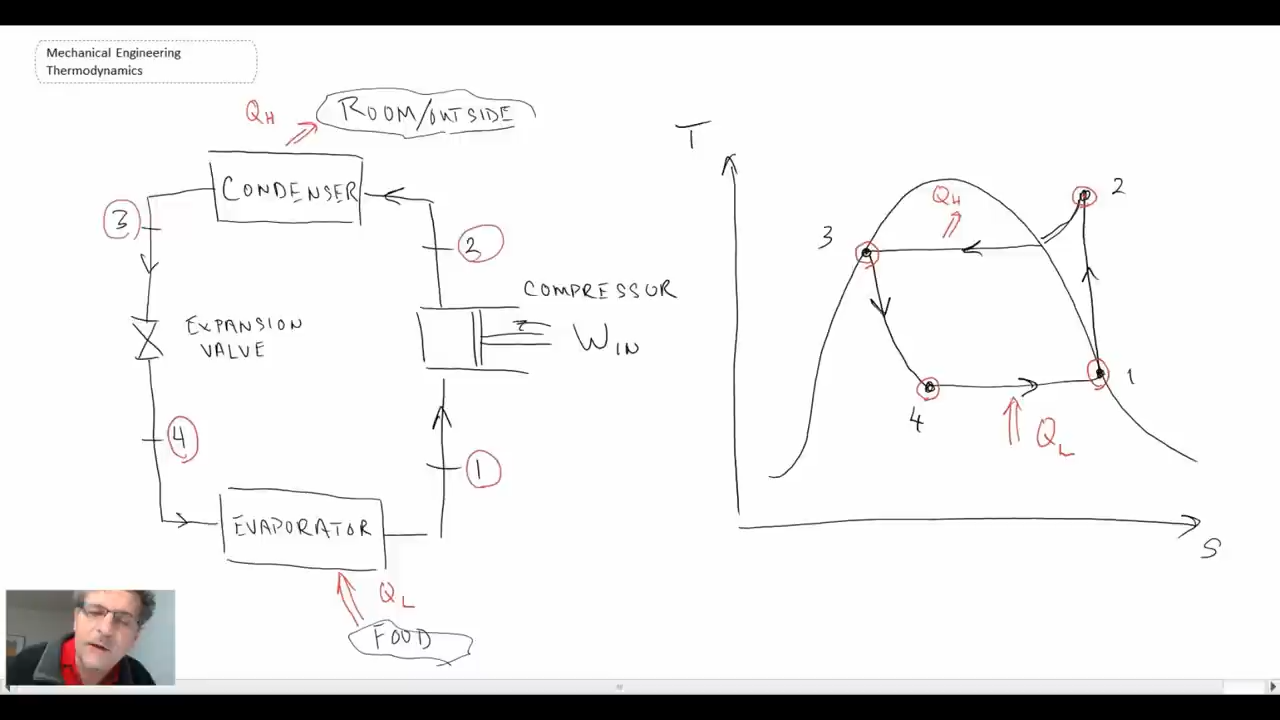 Mechanical Engineering
Thermodynamics
QH
ROOM/OUTSIDE
CONDENSER
3
2
COMPRESSOR
EXPANSION
VALVE
WIN
4
1
EVAPORATOR
QL
FOOD
T
QH
2
3
1
4
QL
S